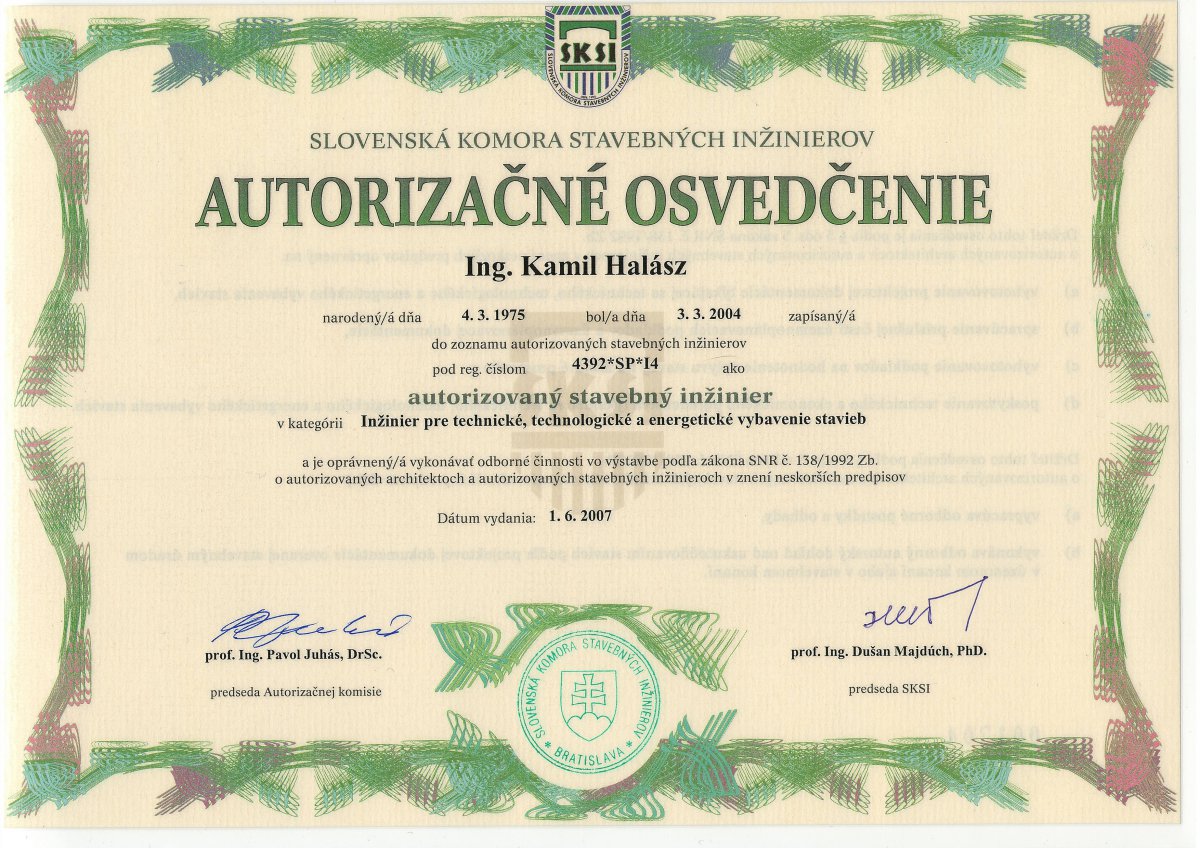 SKSI
SLOVENSKÁ KOMORA STAVEBNÝCH INŽINIEROV
SLOVENSKÁ KOMORA STAVEBNÝCH INŽINIEROV
AUTORIZAČNÉ OSVEDČENIE
Ing. Kamil Halász
narodený/á dňa 4. 3. 1975 bol/a dňa 3. 3. 2004 zapísaný/á
do zoznamu autorizovaných stavebných inžinierov
pod reg. číslom 4392*SP*I4 ako
autorizovaný stavebný inžinier
v kategórii Inžinier pre technické, technologické a energetické vybavenie stavieb
a je oprávnený/á vykonávať odborné činnosti vo výstavbe podľa zákona SNR č. 138/1992 Zb.
o autorizovaných architektoch a autorizovaných stavebných inžinieroch v znení neskorších predpisov
Dátum vydania: 1. 6. 2007
prof. Ing. Pavol Juhás, DrSc.
predseda Autorizačnej komisie
prof. Ing. Dušan Majdúch, PhD.
predseda SKSI
SLOVENSKÁ KOMORA STAVEBNÝCH INŽINIEROV
* BRATISLAVA *